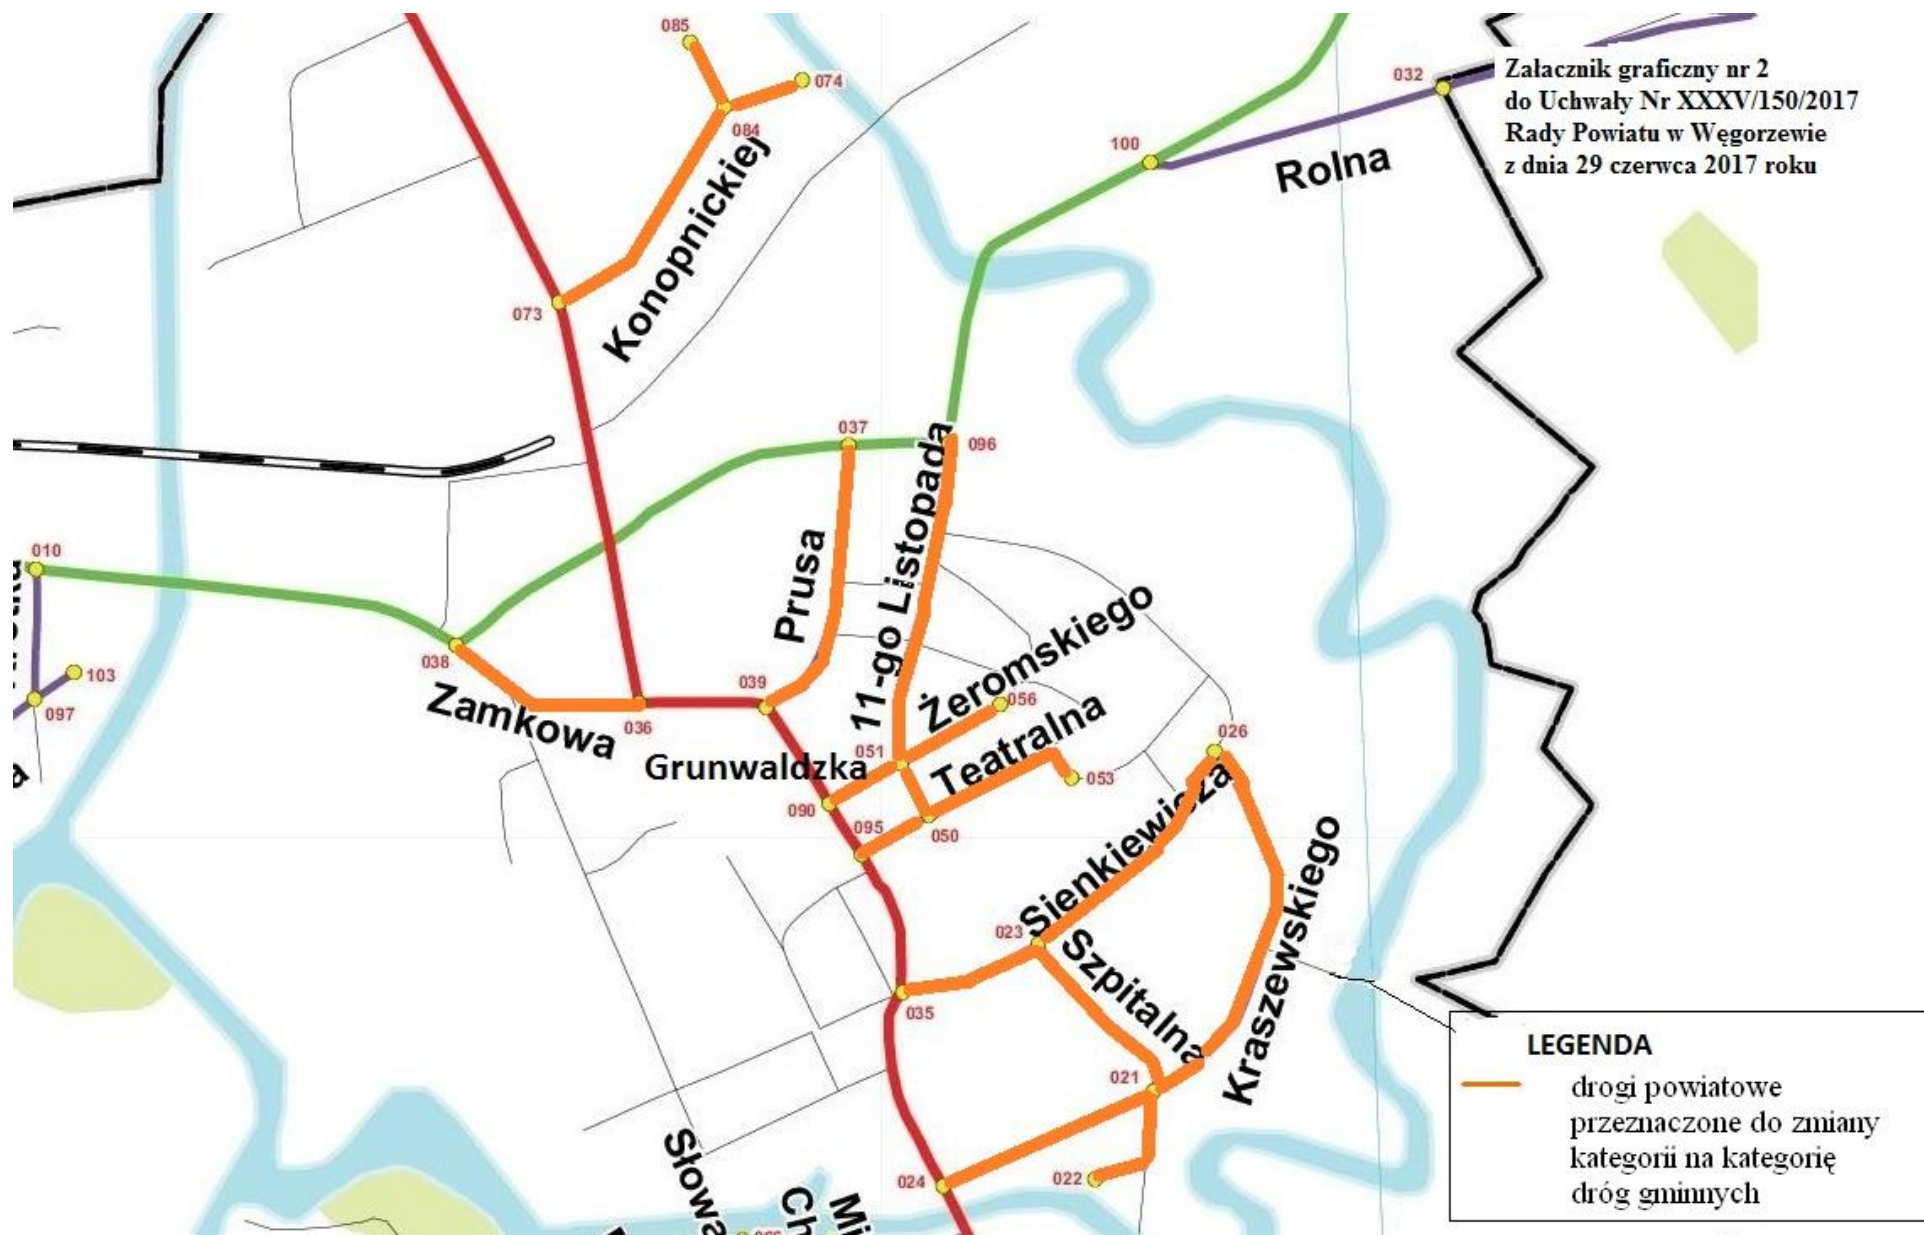 085
074
084
Konopnickiej
073
032
Załacznik graficzny nr 2
do Uchwały Nr XXXV/150/2017
Rady Powiatu w Węgorzewie
z dnia 29 czerwca 2017 roku
100
Rolna
037
096
11-go Listopada
Prusa
010
103
097
038
Zamkowa
036
039
Żeromskiego
056
051
Grunwaldzka
Teatralna
053
090
095
050
026
Sienkiewicza
023
Szpitalna
Kraszewskiego
035
021
024
022
Słowa
Ch
Mi
LEGENDA
drogi powiatowe
przeznaczone do zmiany
kategorii na kategorię
dróg gminnych